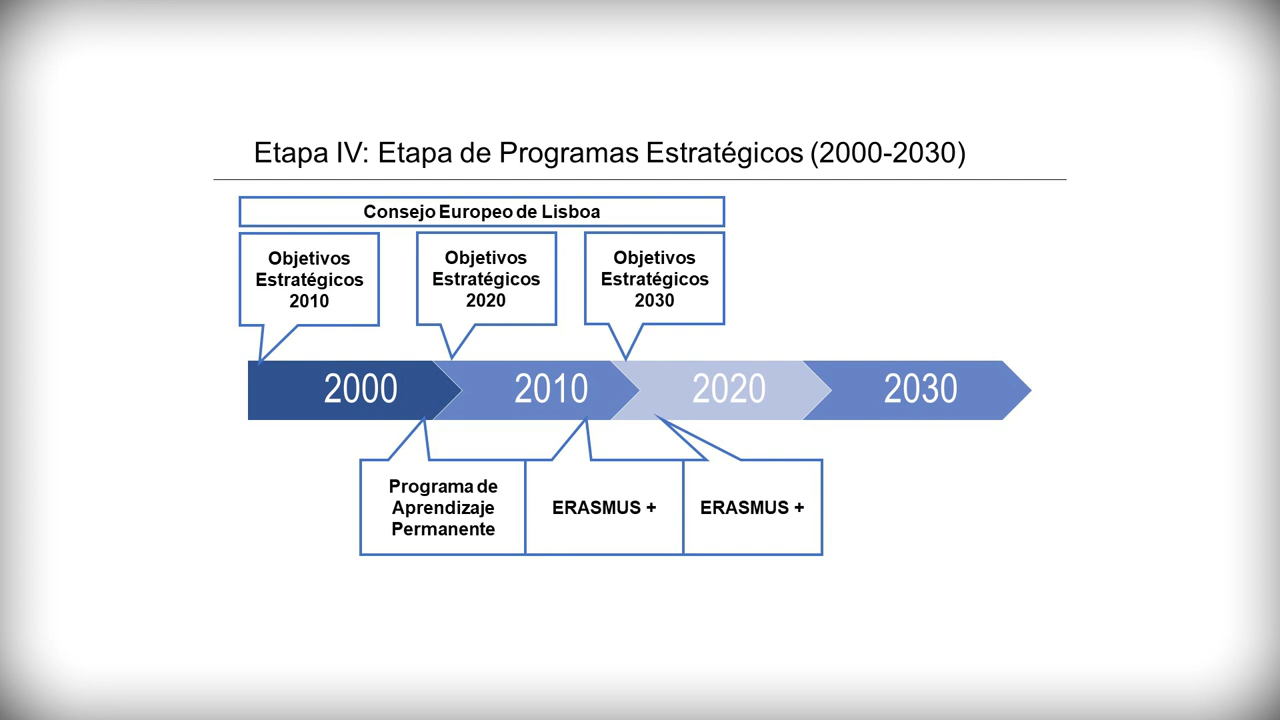 Etapa IV: Etapa de Programas Estratégicos (2000-2030)
Consejo Europeo de Lisboa
Objetivos
Estratégicos
2010
Objetivos
Estratégicos
2020
Objetivos
Estratégicos
2030
2000
2010
2020
2030
Programa de
Aprendizaje
Permanente
ERASMUS +
ERASMUS +